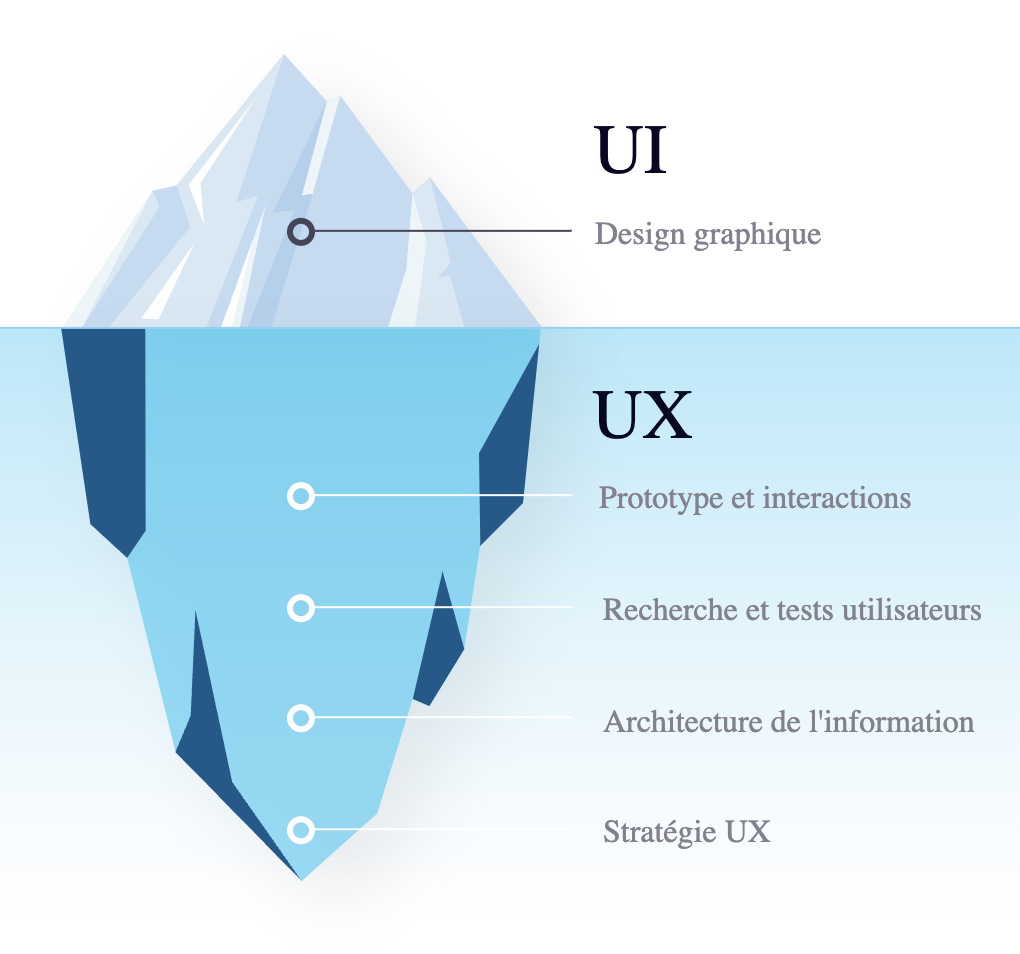 UI
Design graphique
UX
Prototype et interactions
Recherche et tests utilisateurs
Architecture de l'information
Stratégie UX